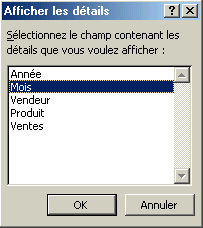 Afficher les détails
Sélectionnez le champ contenant les
détails que vous voulez afficher :
Année
Mois
Vendeur
Produit
Ventes
OK
Annuler